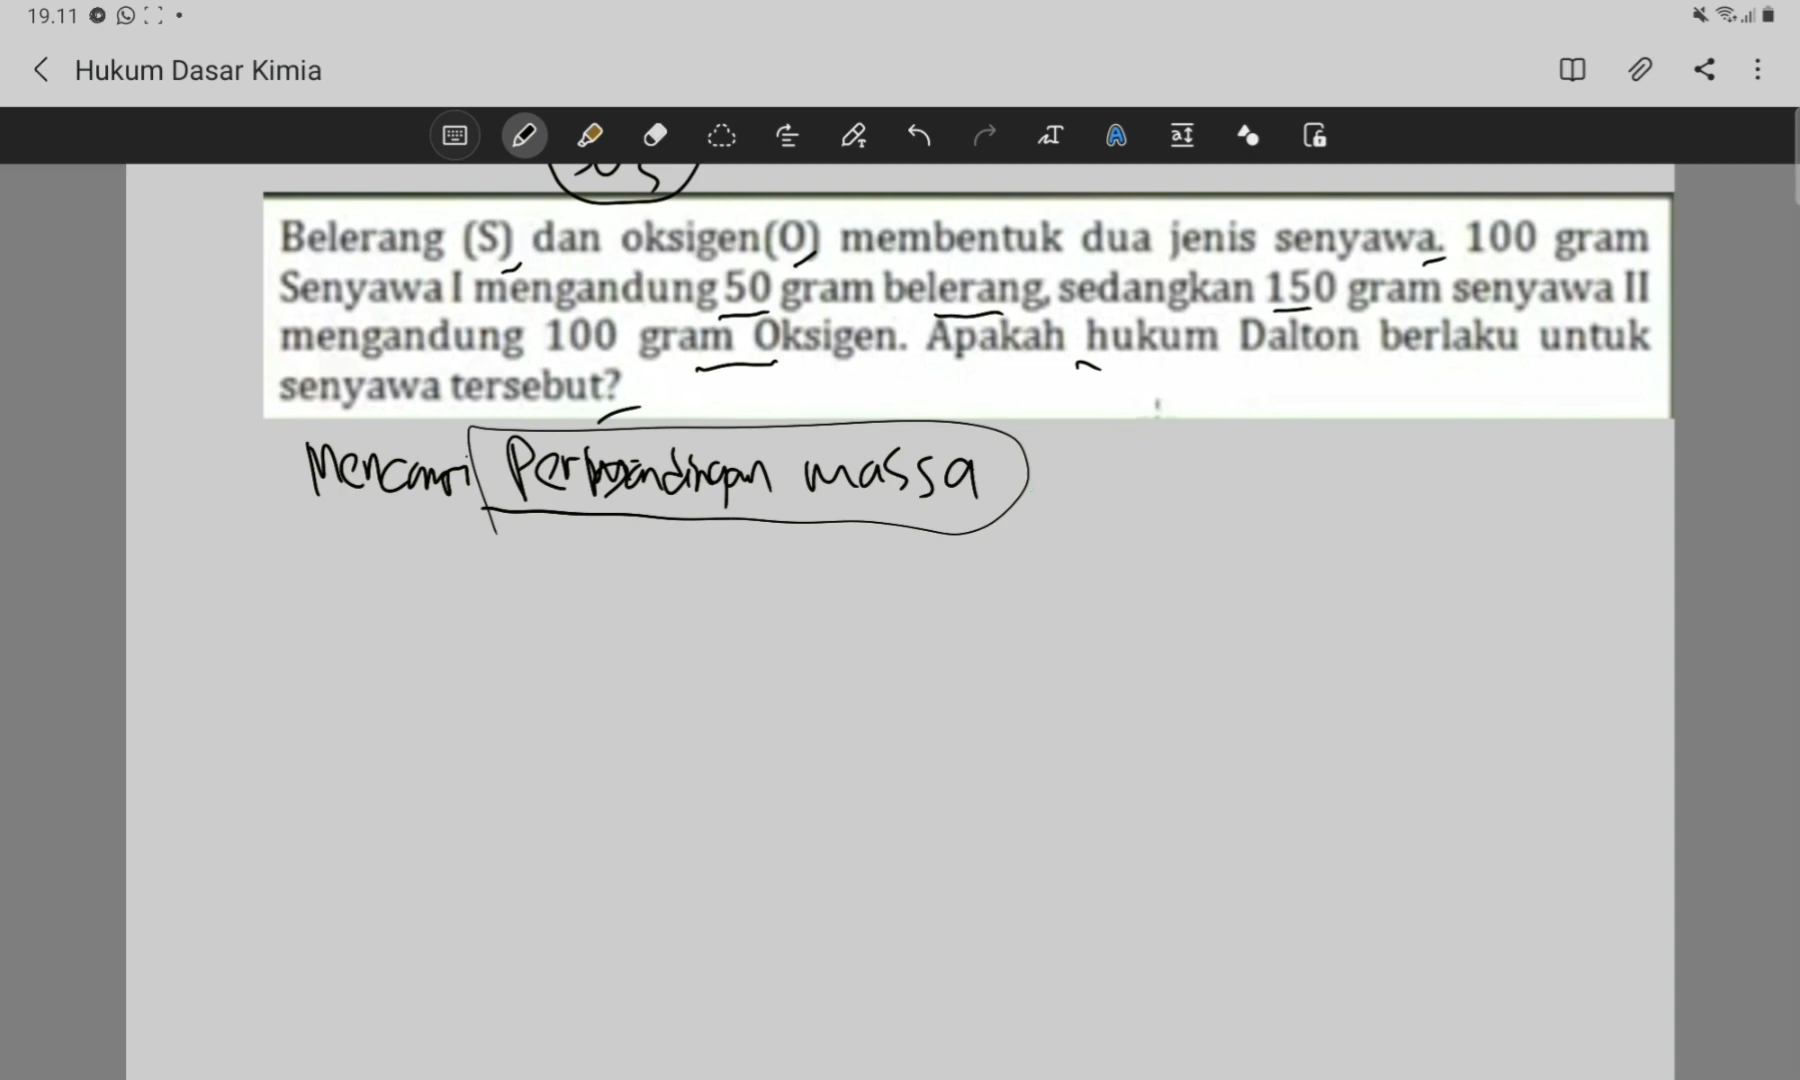 19.11
Hukum Dasar Kimia
Belerang (S) dan oksigen(O) membentuk dua jenis senyawa. 100 gram
Senyawa I mengandung 50 gram belerang, sedangkan 150 gram senyawa II
mengandung 100 gram Oksigen. Apakah hukum Dalton berlaku untuk
senyawa tersebut?
Mencari Perbandingan massa